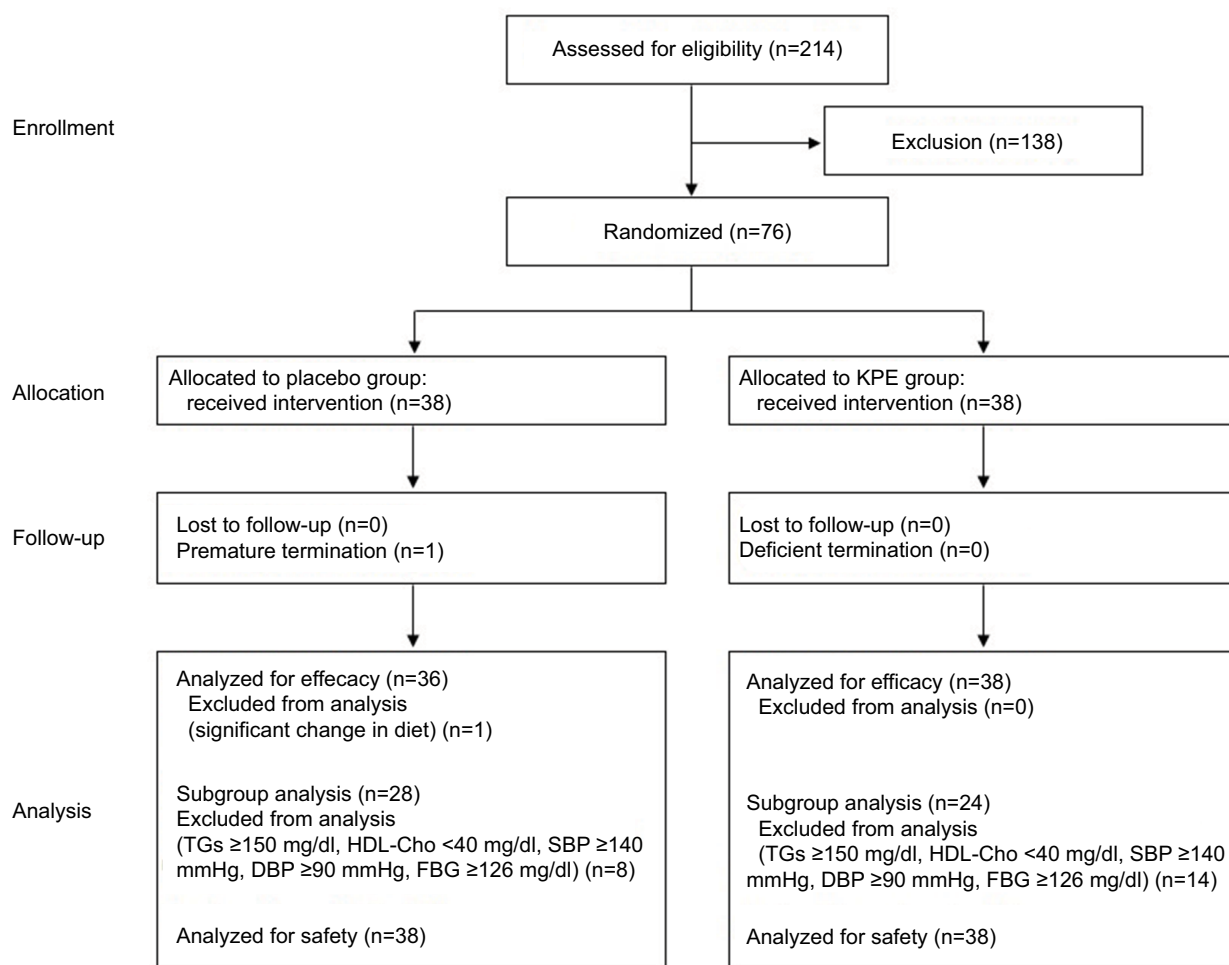 Assessed for eligibility (n=214)
Enrollment
Exclusion (n=138)
Randomized (n=76)
Allocation
Allocated to placebo group:
received intervention (n=38)
Allocated to KPE group:
received intervention (n=38)
Follow-up
Lost to follow-up (n=0)
Premature termination (n=1)
Lost to follow-up (n=0)
Deficient termination (n=0)
Analysis
Analyzed for effecacy (n=36)
Excluded from analysis
(significant change in diet) (n=1)
Subgroup analysis (n=28)
Excluded from analysis
(TGs ≥150 mg/dl, HDL-Cho <40 mg/dl, SBP ≥140
mmHg, DBP ≥90 mmHg, FBG ≥126 mg/dl) (n=8)
Analyzed for safety (n=38)
Analyzed for efficacy (n=38)
Excluded from analysis (n=0)
Subgroup analysis (n=24)
Excluded from analysis
(TGs ≥150 mg/dl, HDL-Cho <40 mg/dl, SBP ≥140
mmHg, DBP ≥90 mmHg, FBG ≥126 mg/dl) (n=14)
Analyzed for safety (n=38)